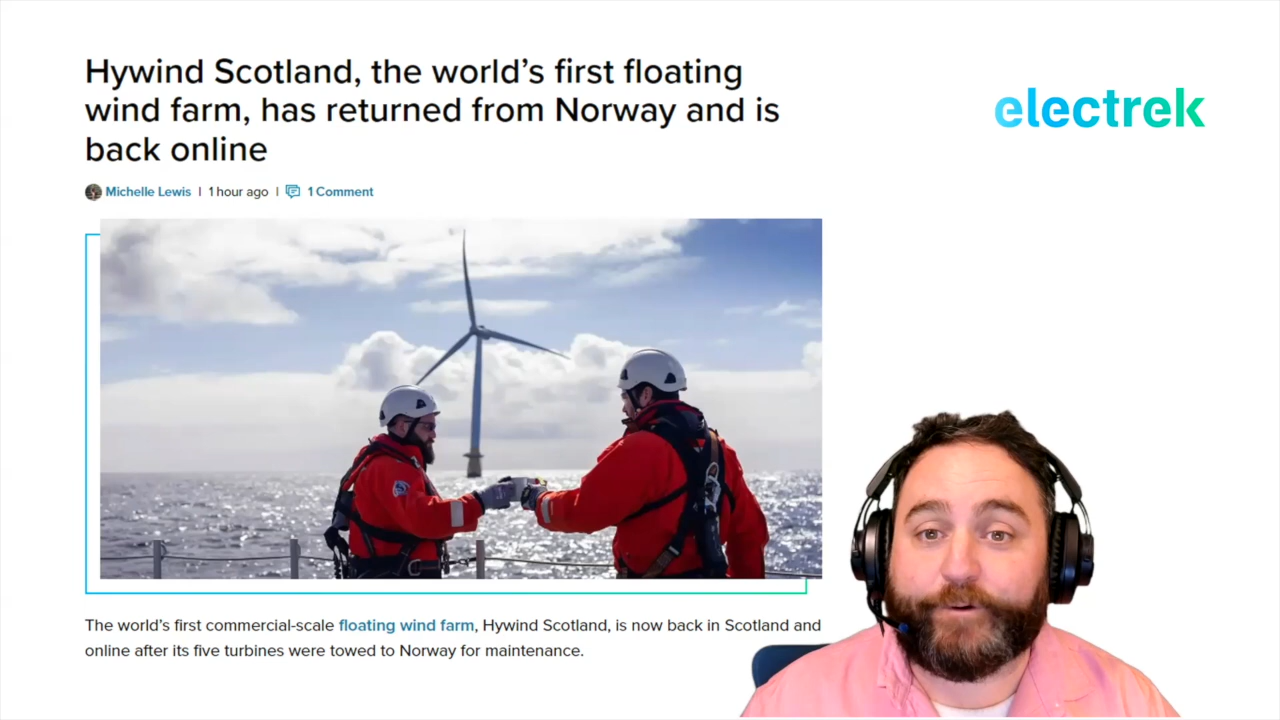 Hywind Scotland, the world's first floating
wind farm, has returned from Norway and is
back online
electrek
Michelle Lewis | 1 hour ago | 1 Comment
The world's first commercial-scale floating wind farm, Hywind Scotland, is now back in Scotland and
online after its five turbines were towed to Norway for maintenance.